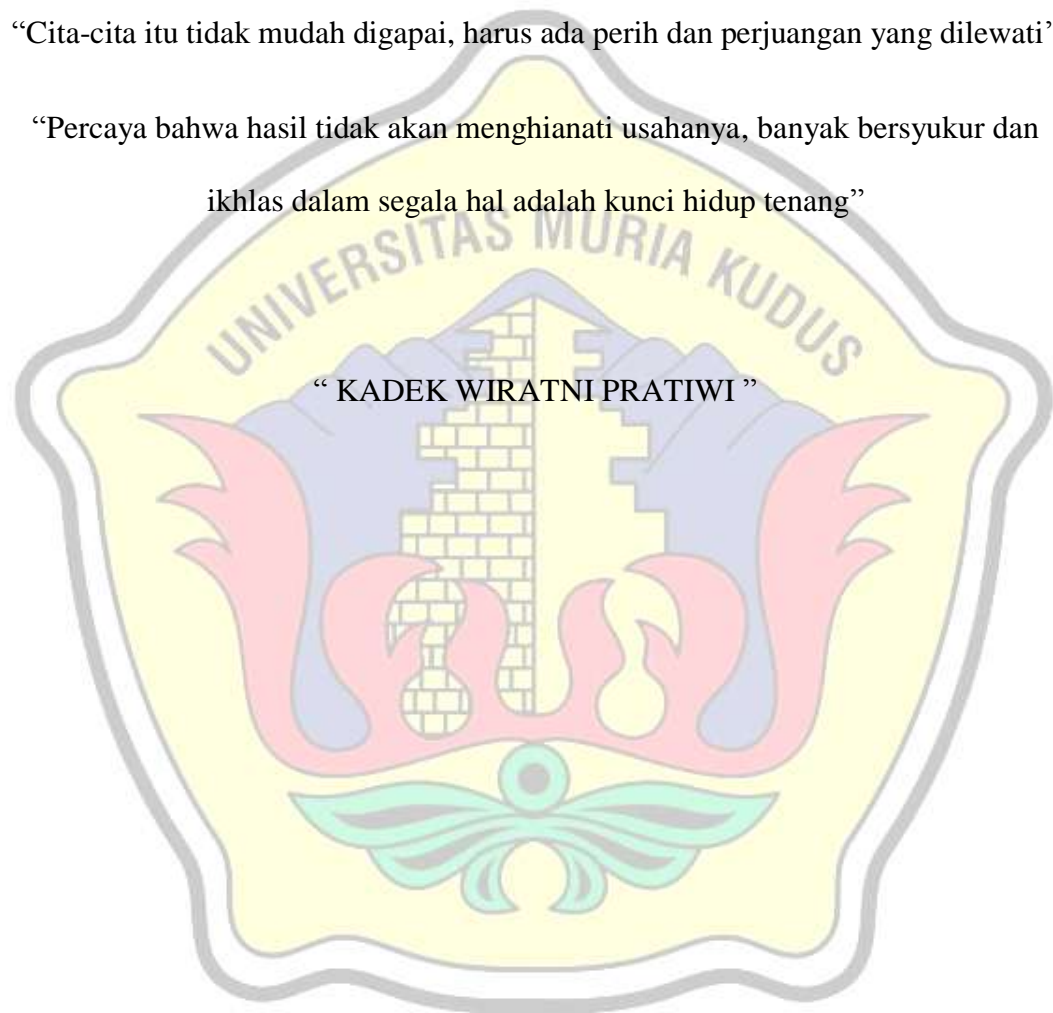 “Cita-cita itu tidak mudah digapai, harus ada perih dan perjuangan yang dilewati’
“Percaya bahwa hasil tidak akan menghianati usahanya, banyak bersyukur dan
ikhlas dalam segala hal adalah kunci hidup tenang”
UNIVERSITAS MURIA KUDUS
“ KADEK WIRATNI PRATIWI ”